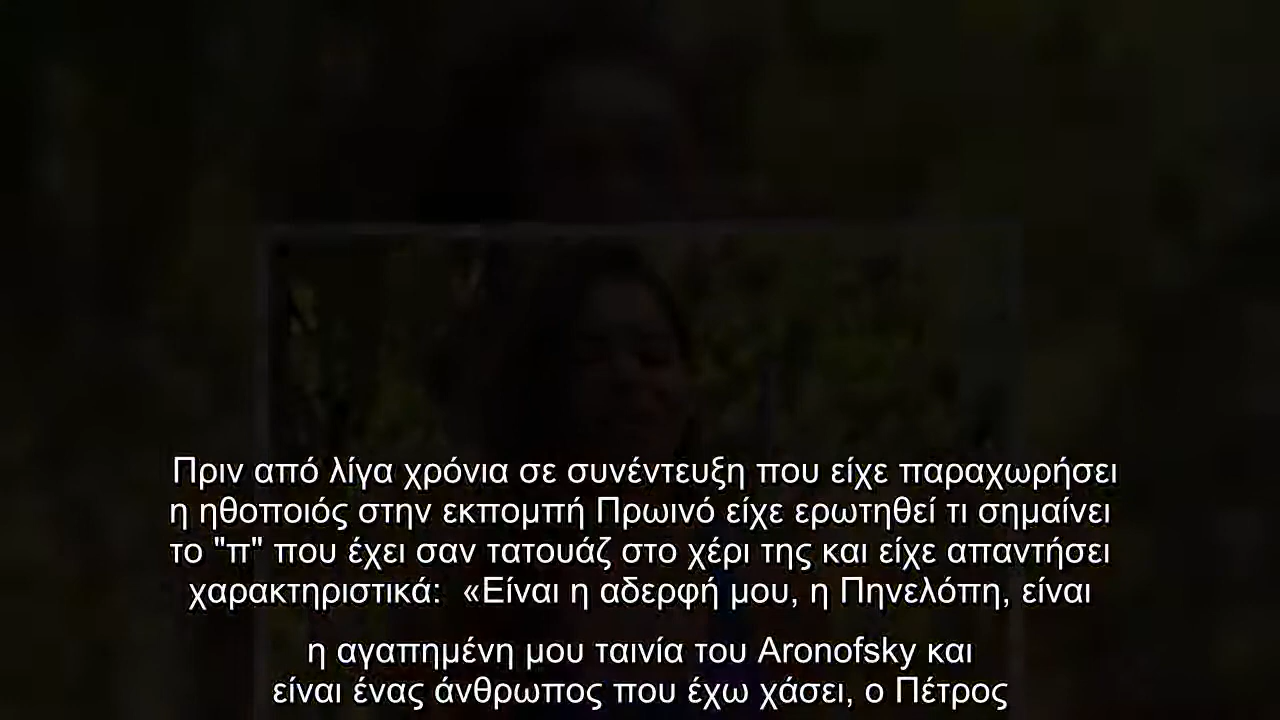 Πριν από λίγα χρόνια σε συνέντευξη που είχε παραχωρήσει
η ηθοποιός στην εκπομπή Πρωινό είχε ερωτηθεί τι σημαίνει
το "π" που έχει σαν τατουάζ στο χέρι της και είχε απαντήσει
χαρακτηριστικά:  «Είναι η αδερφή μου, η Πηνελόπη, είναι
η αγαπημένη μου ταινία του Aronofsky και
είναι ένας άνθρωπος που έχω χάσει, ο Πέτρος